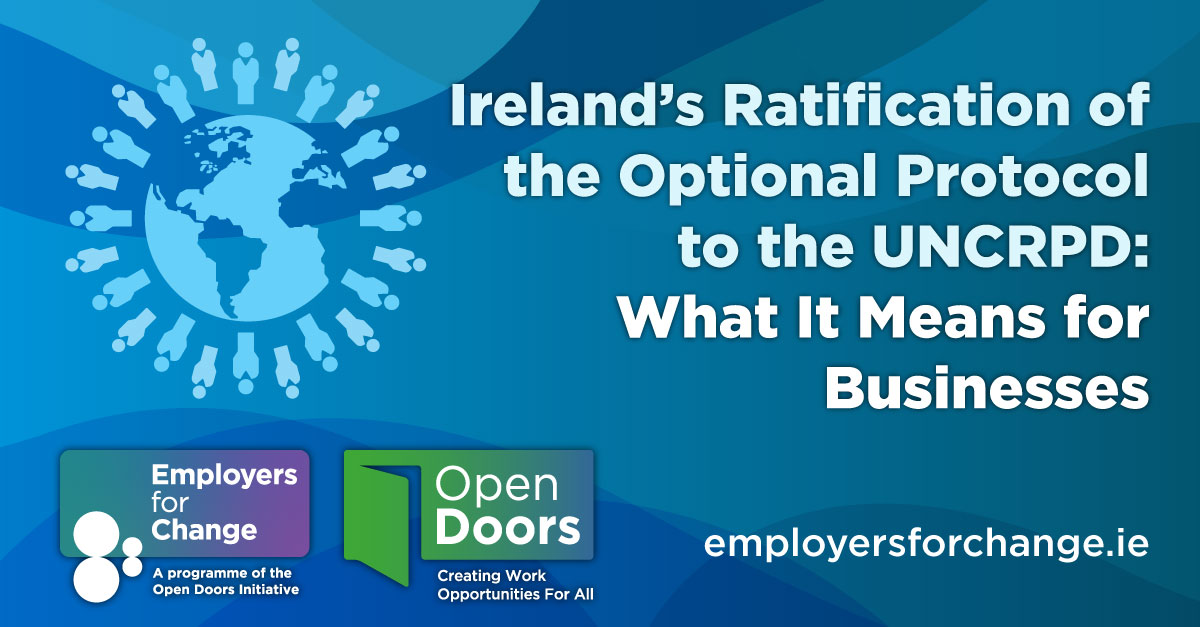 Ireland’s Ratification of
the Optional Protocol
to the UNCRPD:
What It Means for
Businesses
Employers
for
Change
A programme of the
Open Doors Initiative
Open
Doors
Creating Work
Opportunities For All
employersforchange.ie